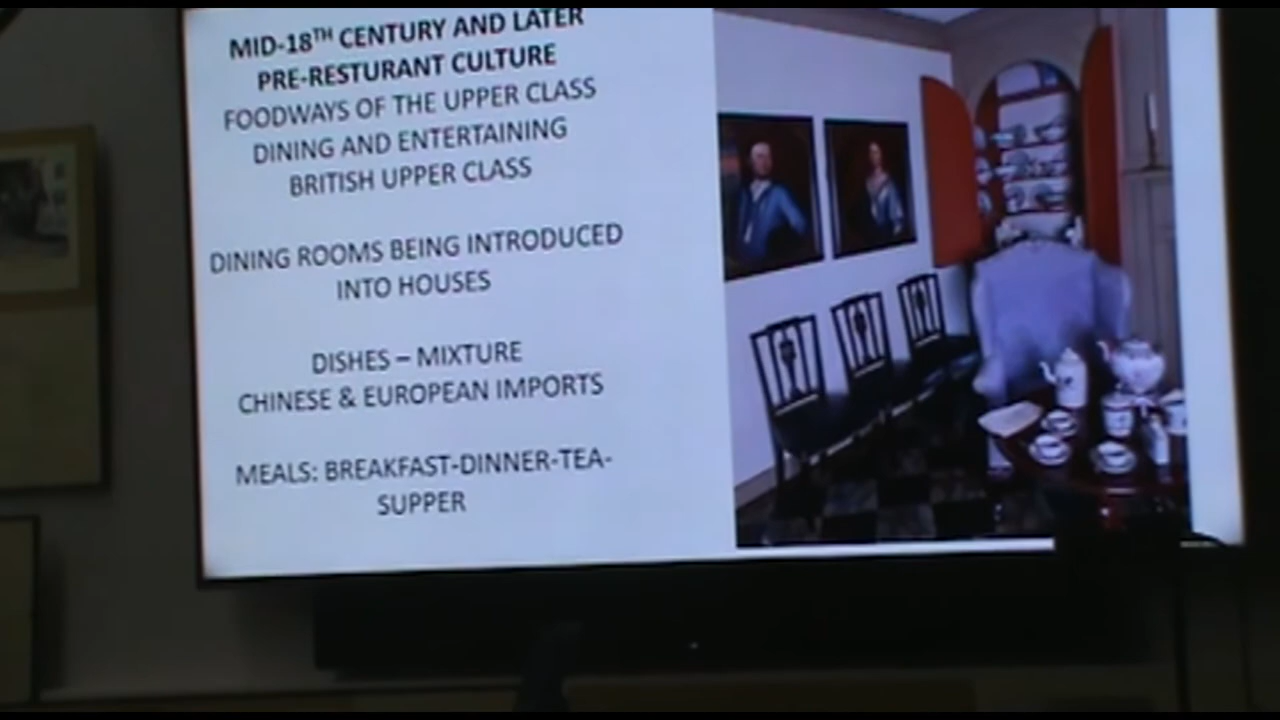 MID-18TH CENTURY AND LATER
PRE-RESTURANT CULTURE
FOODWAYS OF THE UPPER CLASS
DINING AND ENTERTAINING
BRITISH UPPER CLASS
DINING ROOMS BEING INTRODUCED
INTO HOUSES
DISHES – MIXTURE
CHINESE & EUROPEAN IMPORTS
MEALS: BREAKFAST-DINNER-TEA-
SUPPER